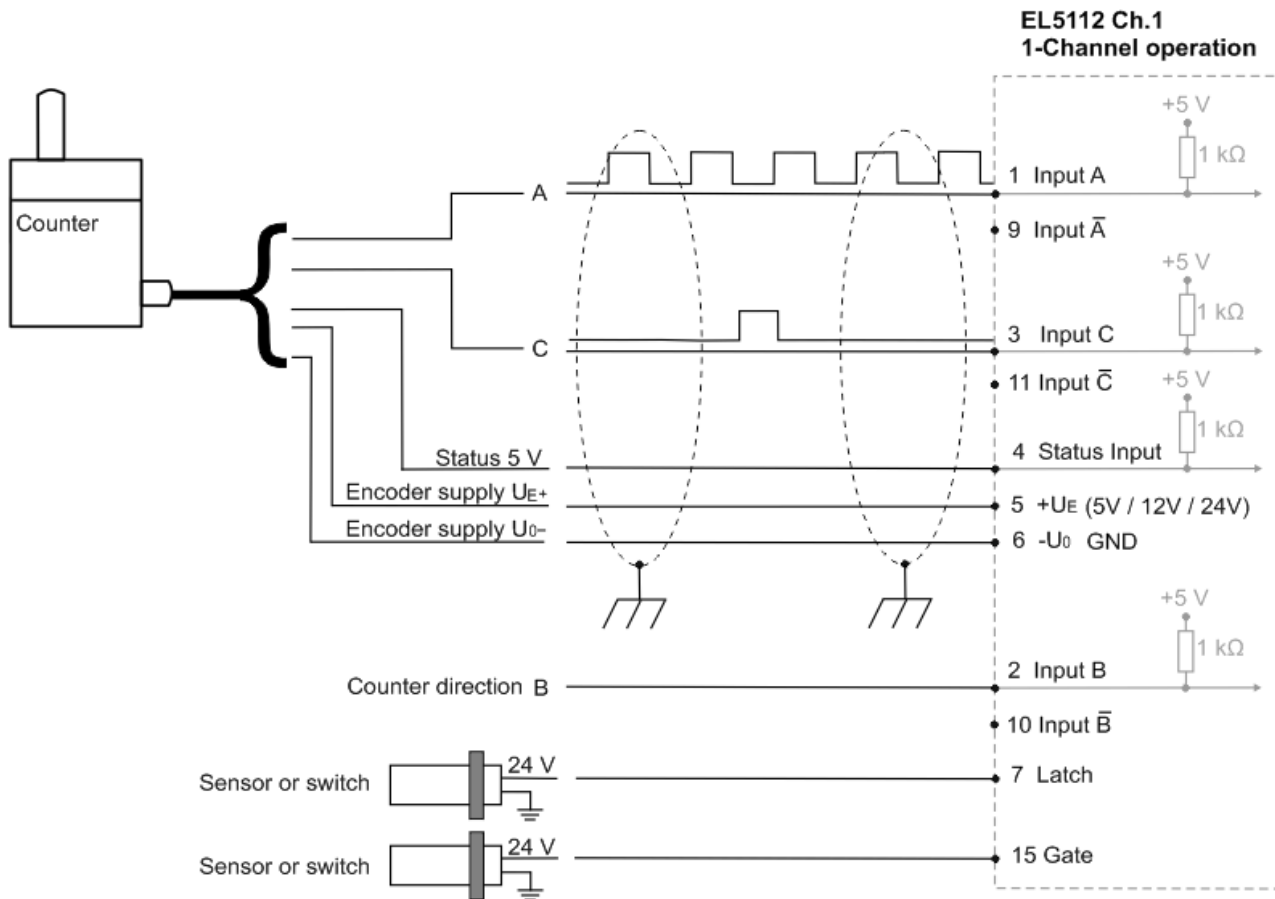 EL5112 Ch.1
1-Channel operation
+5 V
1 kΩ
1 Input A
A
Counter
9 Input A̅
+5 V
1 kΩ
3 Input C
C
11 Input C̅
+5 V
1 kΩ
Status 5 V
4 Status Input
Encoder supply UE+
5 +UE (5V / 12V / 24V)
Encoder supply U0–
6 -U0 GND
+5 V
1 kΩ
2 Input B
Counter direction B
10 Input B̅
24 V
Sensor or switch
7 Latch
24 V
Sensor or switch
15 Gate